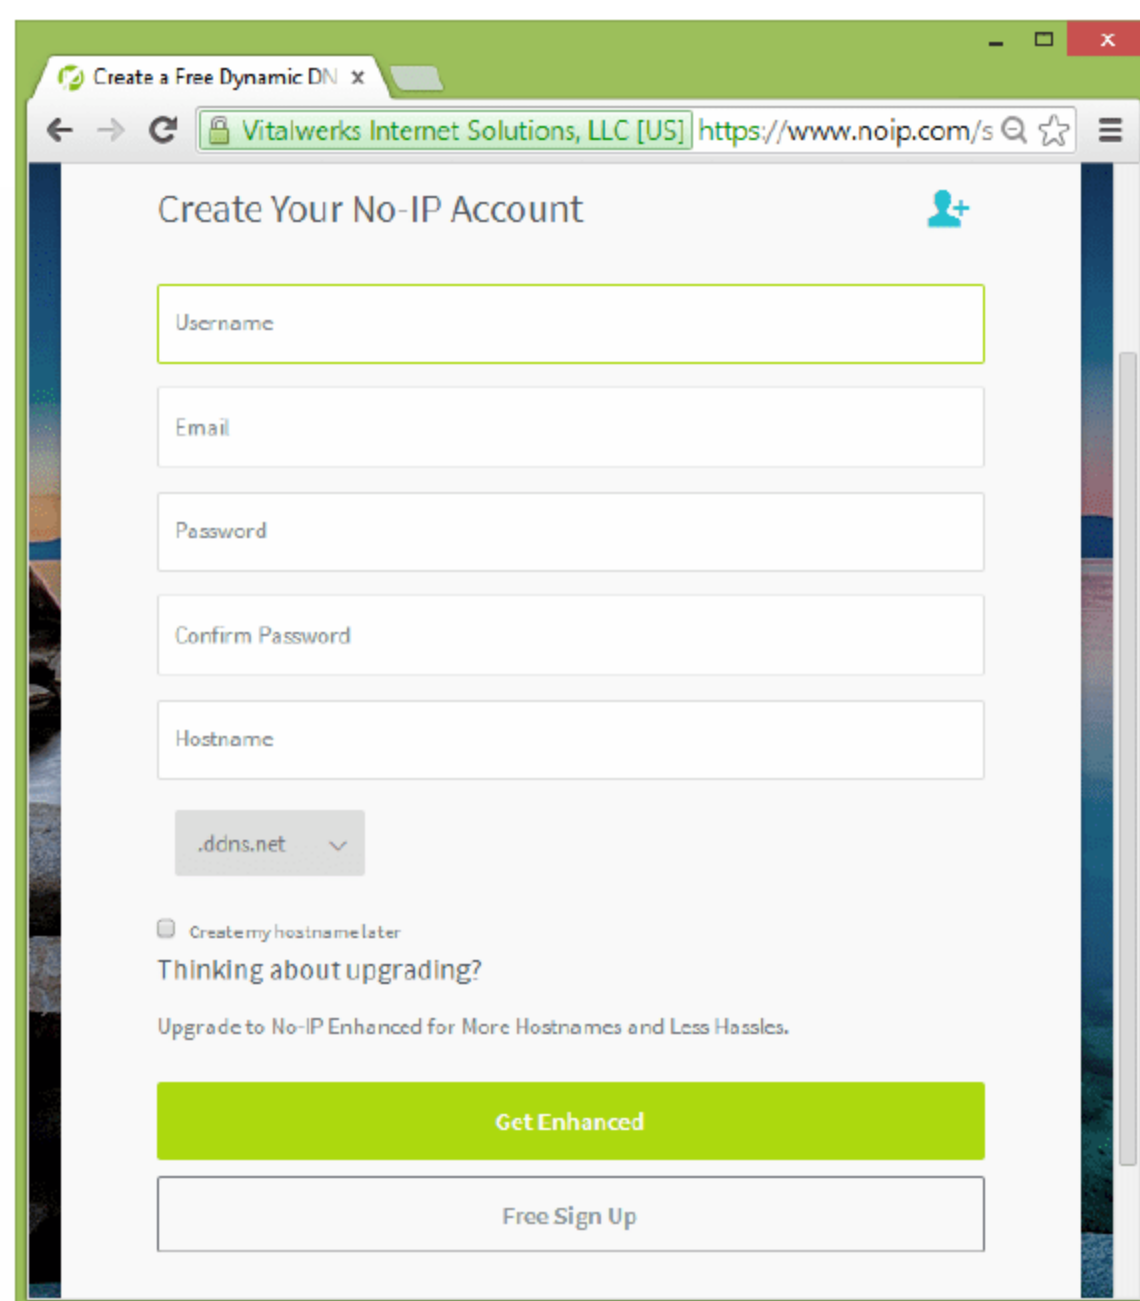 Create a Free Dynamic DN
Vitalwerks Internet Solutions, LLC [US] https://www.noip.com/s
Create Your No-IP Account
Username
Email
Password
Confirm Password
Hostname
.ddns.net
Create my hostname later
Thinking about upgrading?
Upgrade to No-IP Enhanced for More Hostnames and Less Hassles.
Get Enhanced
Free Sign Up